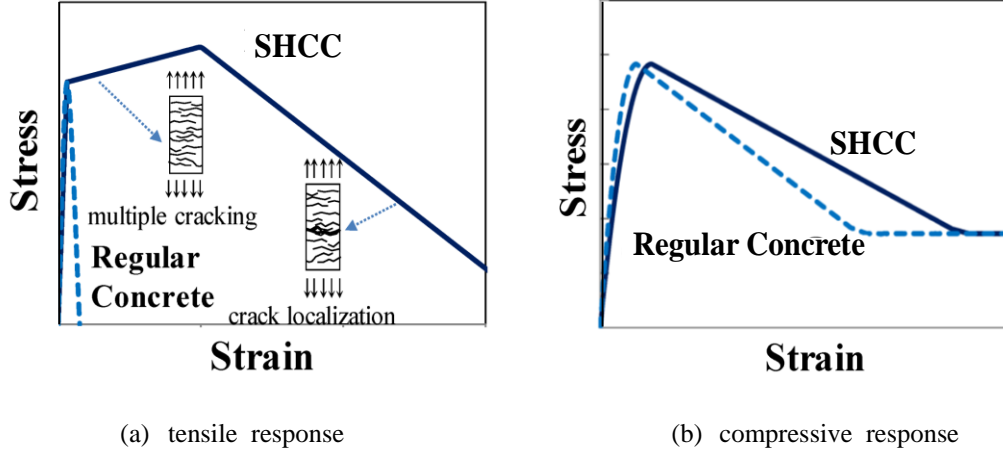 SHCC
Stress
multiple cracking
Regular
Concrete
crack localization
Strain
(a) tensile response
SHCC
Stress
Regular Concrete
Strain
(b) compressive response